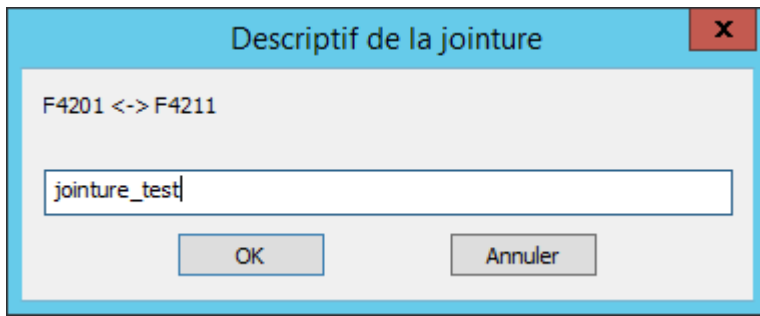 Descriptif de la jointure
x
F4201 <-> F4211
jointure_test
OK Annuler